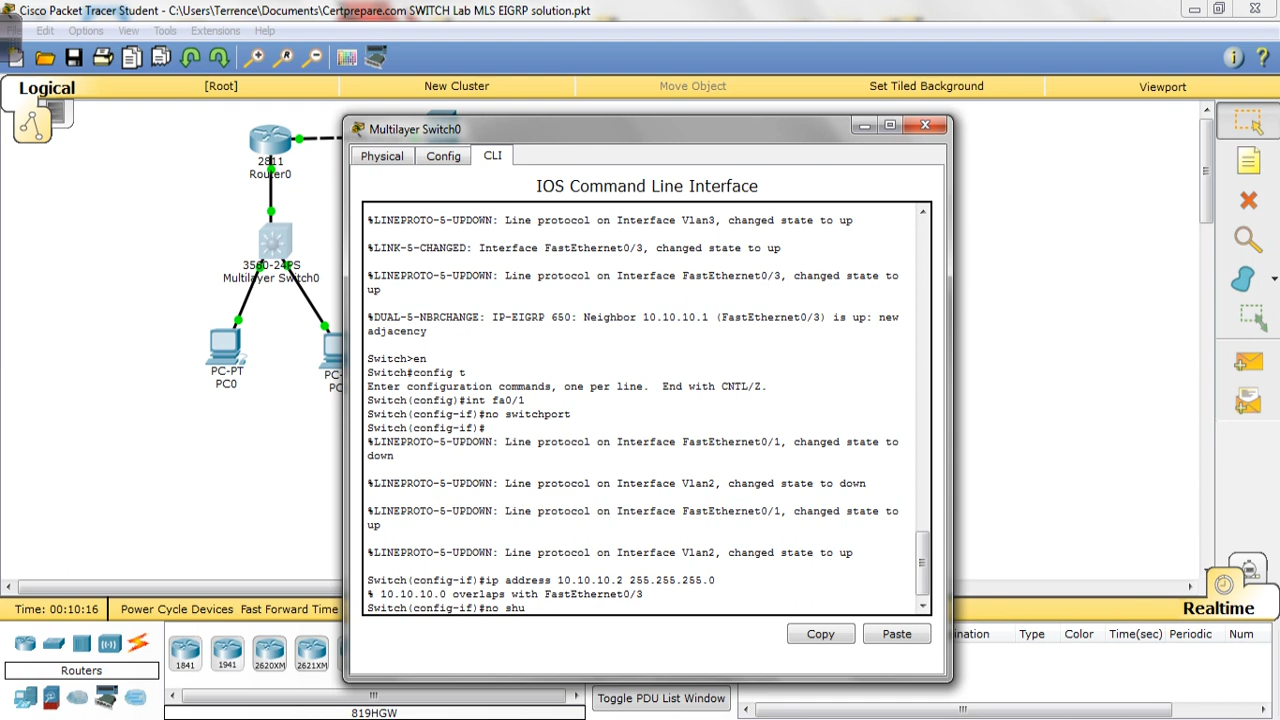 Cisco Packet Tracer Student - C:\Users\Terrence\Documents\Certprepare.com SWITCH Lab MLS EIGRP solution.pkt
Edit Options View Tools Extensions Help
Logical [Root] New Cluster Move Object Set Tiled Background Viewport
2811
Router0
3560-24PS
Multilayer Switch0
PC-PT
PC0
Multilayer Switch0
Physical Config CLI
IOS Command Line Interface
%LINEPROTO-5-UPDOWN: Line protocol on Interface Vlan3, changed state to up
%LINK-5-CHANGED: Interface FastEthernet0/3, changed state to up
%LINEPROTO-5-UPDOWN: Line protocol on Interface FastEthernet0/3, changed state to
up
%DUAL-5-NBRCHANGE: IP-EIGRP 650: Neighbor 10.10.10.1 (FastEthernet0/3) is up: new
adjacency
Switch>en
Switch#config t
Enter configuration commands, one per line.  End with CNTL/Z.
Switch(config)#int fa0/1
Switch(config-if)#no switchport
Switch(config-if)#
%LINEPROTO-5-UPDOWN: Line protocol on Interface FastEthernet0/1, changed state to
down
%LINEPROTO-5-UPDOWN: Line protocol on Interface Vlan2, changed state to down
%LINEPROTO-5-UPDOWN: Line protocol on Interface FastEthernet0/1, changed state to
up
%LINEPROTO-5-UPDOWN: Line protocol on Interface Vlan2, changed state to up
Switch(config-if)#ip address 10.10.10.2 255.255.255.0
% 10.10.10.0 overlaps with FastEthernet0/3
Switch(config-if)#no shu
Copy Paste
Time: 00:10:16 Power Cycle Devices Fast Forward Time
Realtime
Routers
1841 1941 2620XM 2621XM
819HGW
Toggle PDU List Window
ination Type Color Time(sec) Periodic Num